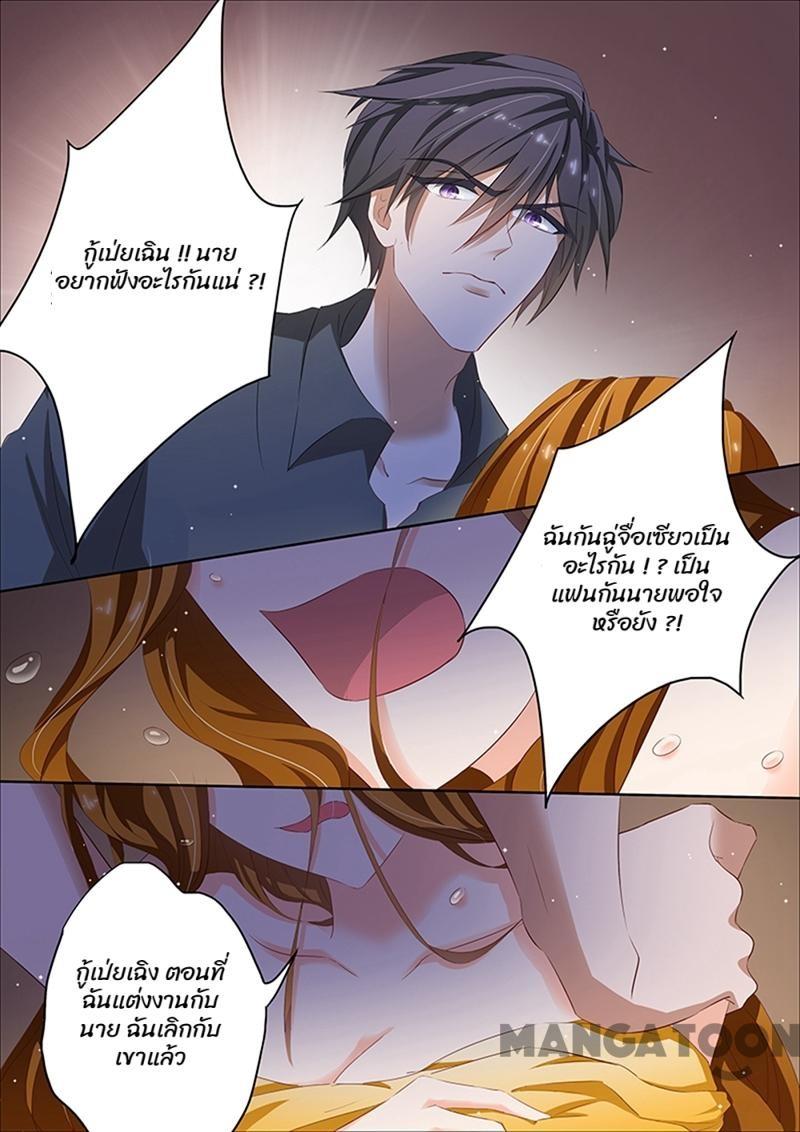 กู้เป่ยเฉิน !! นาย
อยากฟังอะไรกันแน่ ?!
ฉันกันฉู่จื่อเซียวเป็น
อะไรกัน ! ? เป็น
แฟนกันนายพอใจ
หรือยัง ?!
กู้เป่ยเฉิง ตอนที่
ฉันแต่งงานกับ
นาย ฉันเลิกกับ
เขาแล้ว
MANGATOON